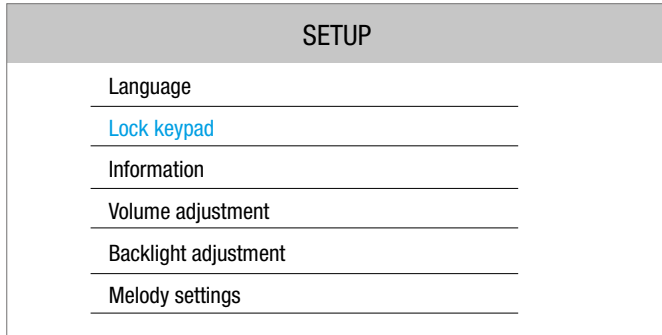 SETUP
Language
Lock keypad
Information
Volume adjustment
Backlight adjustment
Melody settings